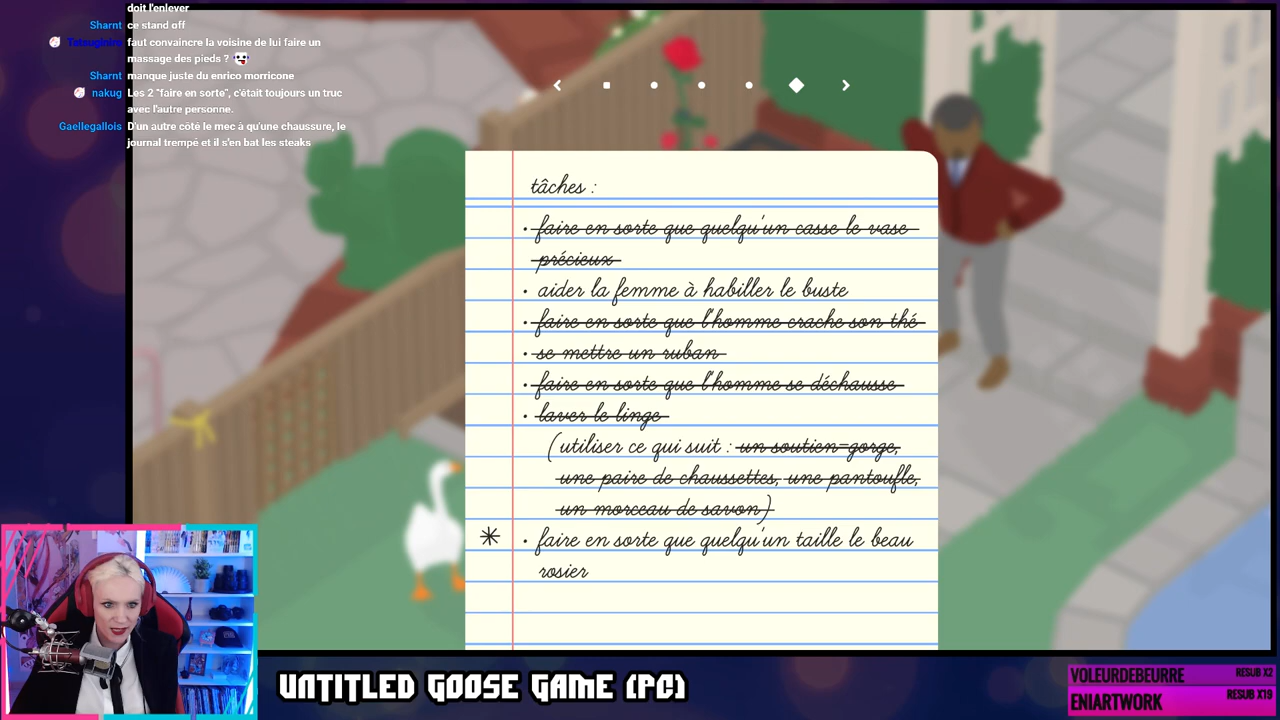 doit l'enlever
Sharnt ce stand off
Tatsuginiro faut convaincre la voisine de lui faire un
massage des pieds ?
Sharnt manque juste du enrico morricone
nakug Les 2 "faire en sorte", c'était toujours un truc
avec l'autre personne.
Gaellegallois D'un autre côté le mec à qu'une chaussure, le
journal trempé et il s'en bat les steaks
tâches :
• faire en sorte que quelqu'un casse le vase
précieux
• aider la femme à habiller le buste
• faire en sorte que l'homme crache son thé
• se mettre un ruban
• faire en sorte que l'homme se déchausse
• laver le linge
(utiliser ce qui suit : un soutien-gorge,
une paire de chaussettes, une pantoufle,
un morceau de savon)
• faire en sorte que quelqu'un taille le beau
rosier
UNTITLED GOOSE GAME (PC)
VOLEURDEBEURRE RESUB X2
ENIARTWORK RESUB X19